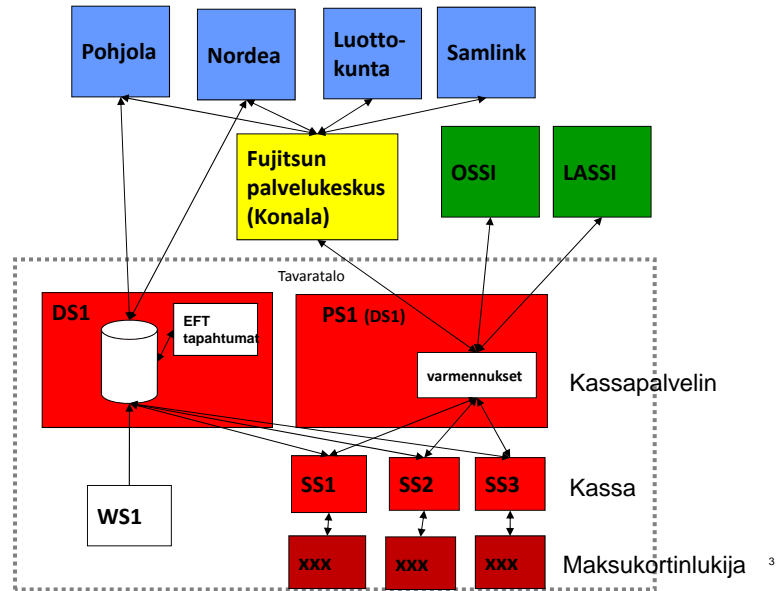 Pohjola
Nordea
Luotto-
kunta
Samlink
Fujitsun
palvelukeskus
(Konala)
OSSI
LASSI
Tavaratalo
DS1
EFT
tapahtumat
PS1 (DS1)
varmennukset
Kassapalvelin
SS1
SS2
SS3
Kassa
WS1
xxx
xxx
xxx
Maksukortinlukija
3